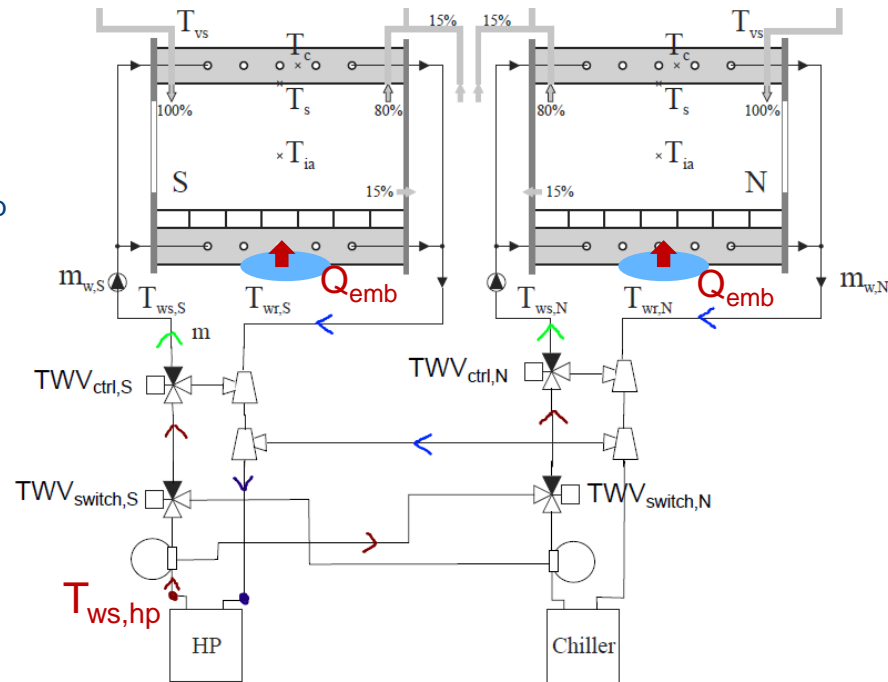 T_vs
15%
15%
T_vs
T_c
T_c
100%
T_s
80%
80%
T_s
100%
T_ia
T_ia
S
15%
15%
N
m_w,S
Q_emb
Q_emb
m_w,N
T_ws,S
T_wr,S
T_ws,N
T_wr,N
m
TWV_ctrl,S
TWV_ctrl,N
TWV_switch,S
TWV_switch,N
T_ws,hp
HP
Chiller